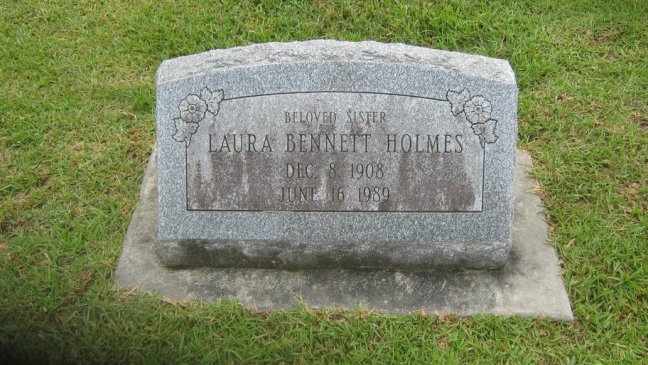 BELOVED SISTER
LAURA BENNETT HOLMES
DEC. 8, 1908
JUNE 16, 1989